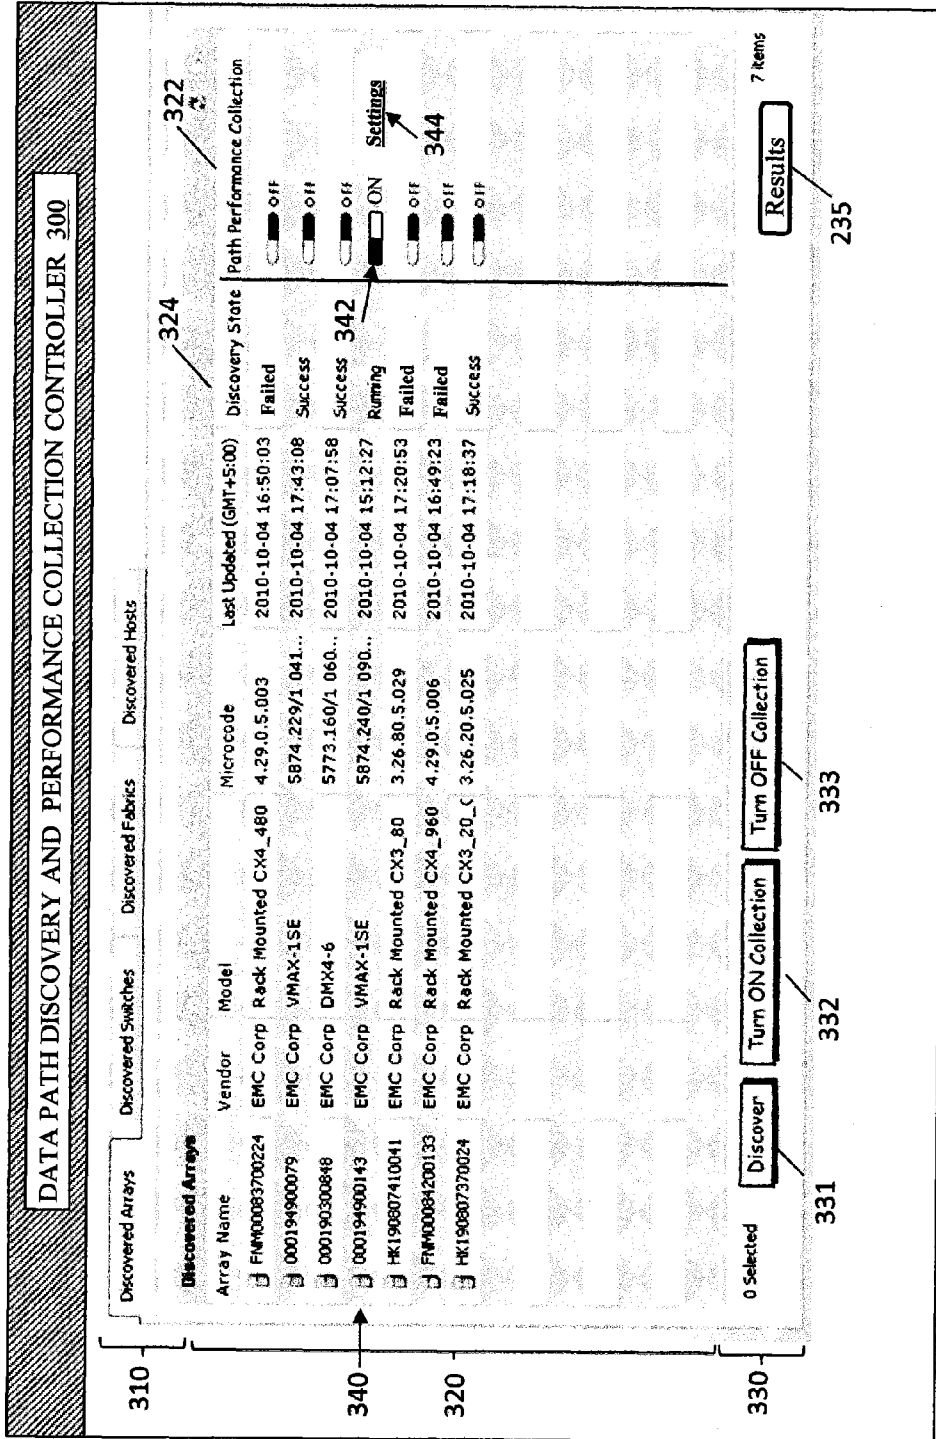 DATA PATH DISCOVERY AND PERFORMANCE COLLECTION CONTROLLER 300
310
Discovered Arrays Discovered Switches Discovered Fabrics Discovered Hosts
324
322
Discovered Arrays
Array Name Vendor Model Microcode Last Updated (GMT+5:00) Discovery State Path Performance Collection
FNM00083700224 EMC Corp Rack Mounted CX4_480 4.29.0.5.003 2010-10-04 16:50:03 Failed OFF
000194900079 EMC Corp VMAX-1SE 5874.229/1 041... 2010-10-04 17:43:08 Success OFF
000190300848 EMC Corp DMX4-6 5773.160/1 060... 2010-10-04 17:07:58 Success OFF
342
340
000194900143 EMC Corp VMAX-1SE 5874.240/1 090... 2010-10-04 15:12:27 Running ON Settings
HK190807410041 EMC Corp Rack Mounted CX3_80 3.26.80.5.029 2010-10-04 17:20:53 Failed OFF
344
FNM00084200133 EMC Corp Rack Mounted CX4_960 4.29.0.5.006 2010-10-04 16:49:23 Failed OFF
320
HK190807370024 EMC Corp Rack Mounted CX3_20_C 3.26.20.5.025 2010-10-04 17:18:37 Success OFF
330
0 Selected Discover Turn ON Collection Turn OFF Collection Results 7 items
331
332
333
235